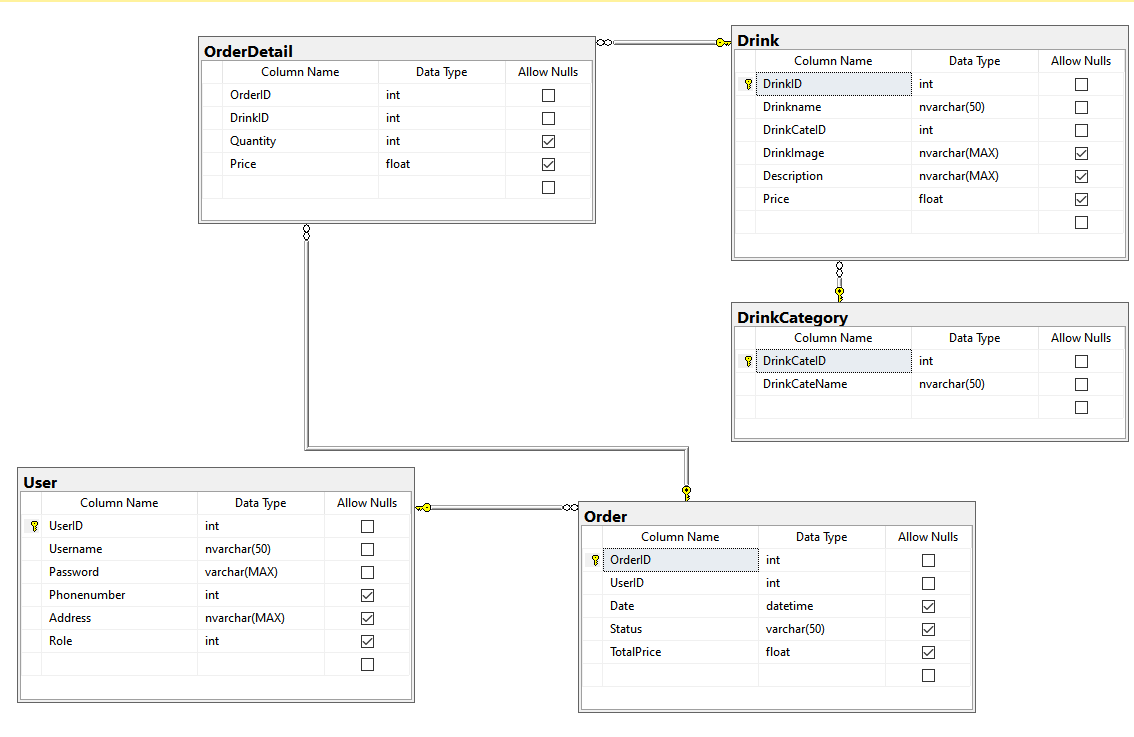 OrderDetail
Column Name Data Type Allow Nulls
OrderID int
DrinkID int
Quantity int
Price float
Drink
Column Name Data Type Allow Nulls
DrinkID int
Drinkname nvarchar(50)
DrinkCateID int
DrinkImage nvarchar(MAX)
Description nvarchar(MAX)
Price float
DrinkCategory
Column Name Data Type Allow Nulls
DrinkCateID int
DrinkCateName nvarchar(50)
User
Column Name Data Type Allow Nulls
UserID int
Username nvarchar(50)
Password varchar(MAX)
Phonenumber int
Address nvarchar(MAX)
Role int
Order
Column Name Data Type Allow Nulls
OrderID int
UserID int
Date datetime
Status varchar(50)
TotalPrice float